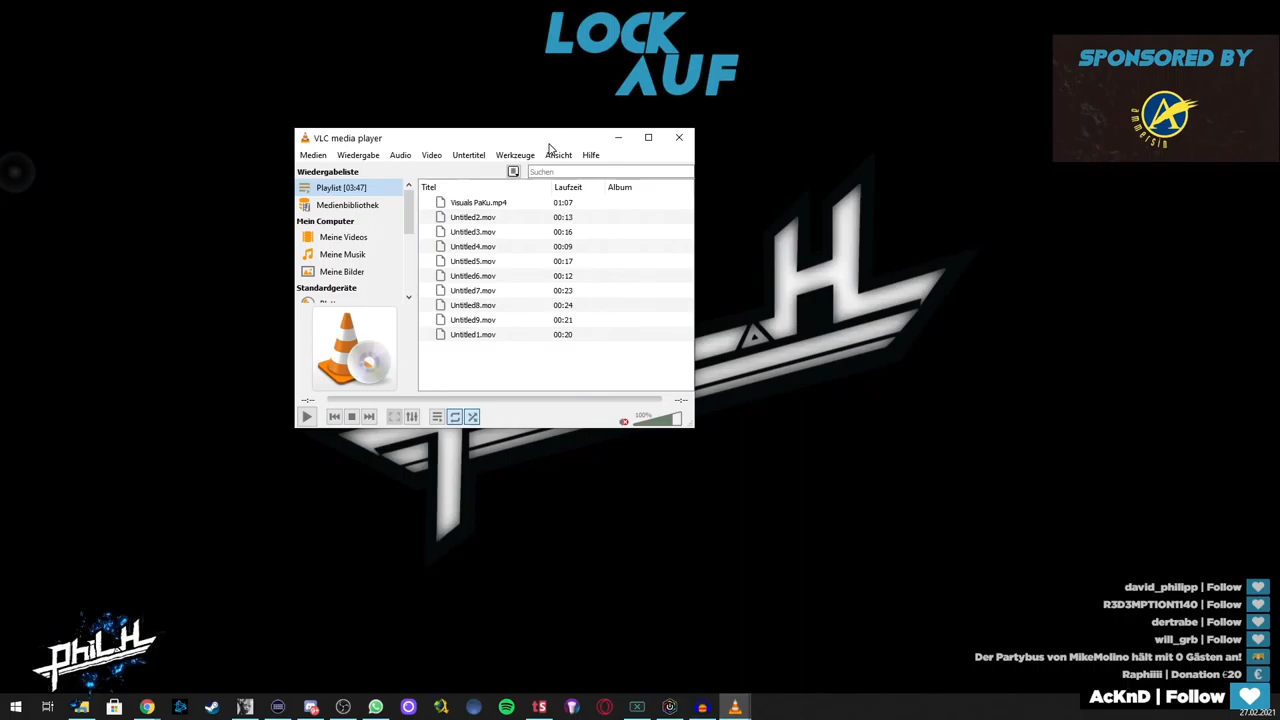 LOCK
AUF
SPONSORED BY
ammersin
VLC media player
Medien Wiedergabe Audio Video Untertitel Werkzeuge Ansicht Hilfe
Wiedergabeliste
Suchen
Playlist [03:47]
Medienbibliothek
Mein Computer
Meine Videos
Meine Musik
Meine Bilder
Standardgeräte
Titel Laufzeit Album
Visuals PaKu.mp4 01:07
Untitled2.mov 00:13
Untitled3.mov 00:16
Untitled4.mov 00:09
Untitled5.mov 00:17
Untitled6.mov 00:12
Untitled7.mov 00:23
Untitled8.mov 00:24
Untitled9.mov 00:21
Untitled1.mov 00:20
--:-- --:--
100%
H
PhiL.H
david_philipp | Follow
R3D3MPTION1140 | Follow
dertrabe | Follow
will_grb | Follow
Der Partybus von MikeMolino hält mit 0 Gästen an!
Raphiiii | Donation €20
AcKnD | Follow
27.02.2021